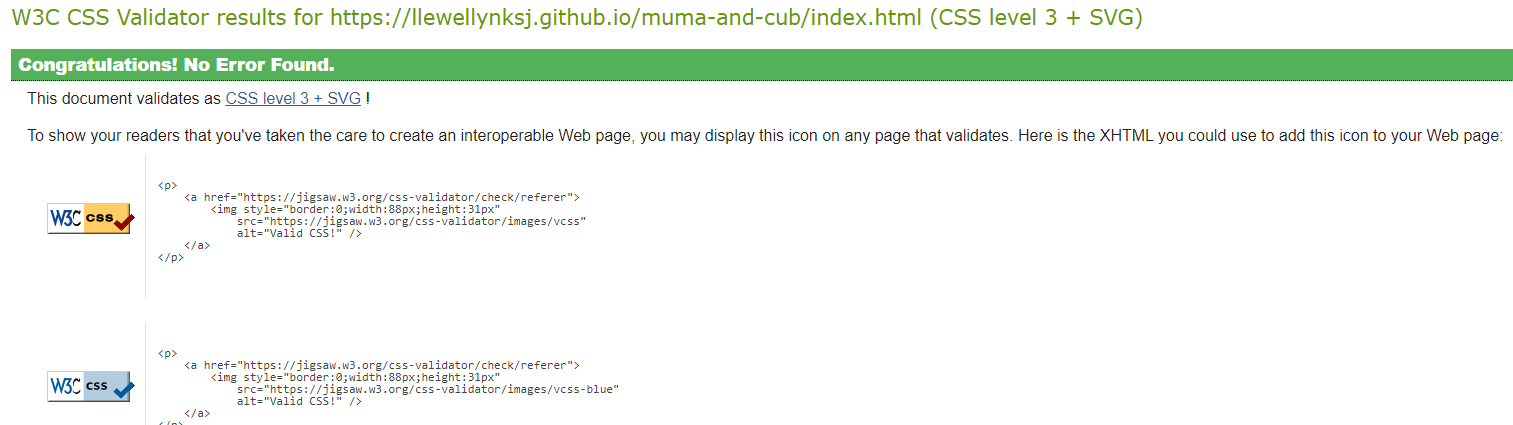 W3C CSS Validator results for https://llewellynksj.github.io/muma-and-cub/index.html (CSS level 3 + SVG)
Congratulations! No Error Found.
This document validates as CSS level 3 + SVG !
To show your readers that you've taken the care to create an interoperable Web page, you may display this icon on any page that validates. Here is the XHTML you could use to add this icon to your Web page:
W3C css
<p>
<a href="https://jigsaw.w3.org/css-validator/check/referer">
<img style="border:0;width:88px;height:31px"
src="https://jigsaw.w3.org/css-validator/images/vcss"
alt="Valid CSS!" />
</a>
</p>
W3C css
<p>
<a href="https://jigsaw.w3.org/css-validator/check/referer">
<img style="border:0;width:88px;height:31px"
src="https://jigsaw.w3.org/css-validator/images/vcss-blue"
alt="Valid CSS!" />
</a>